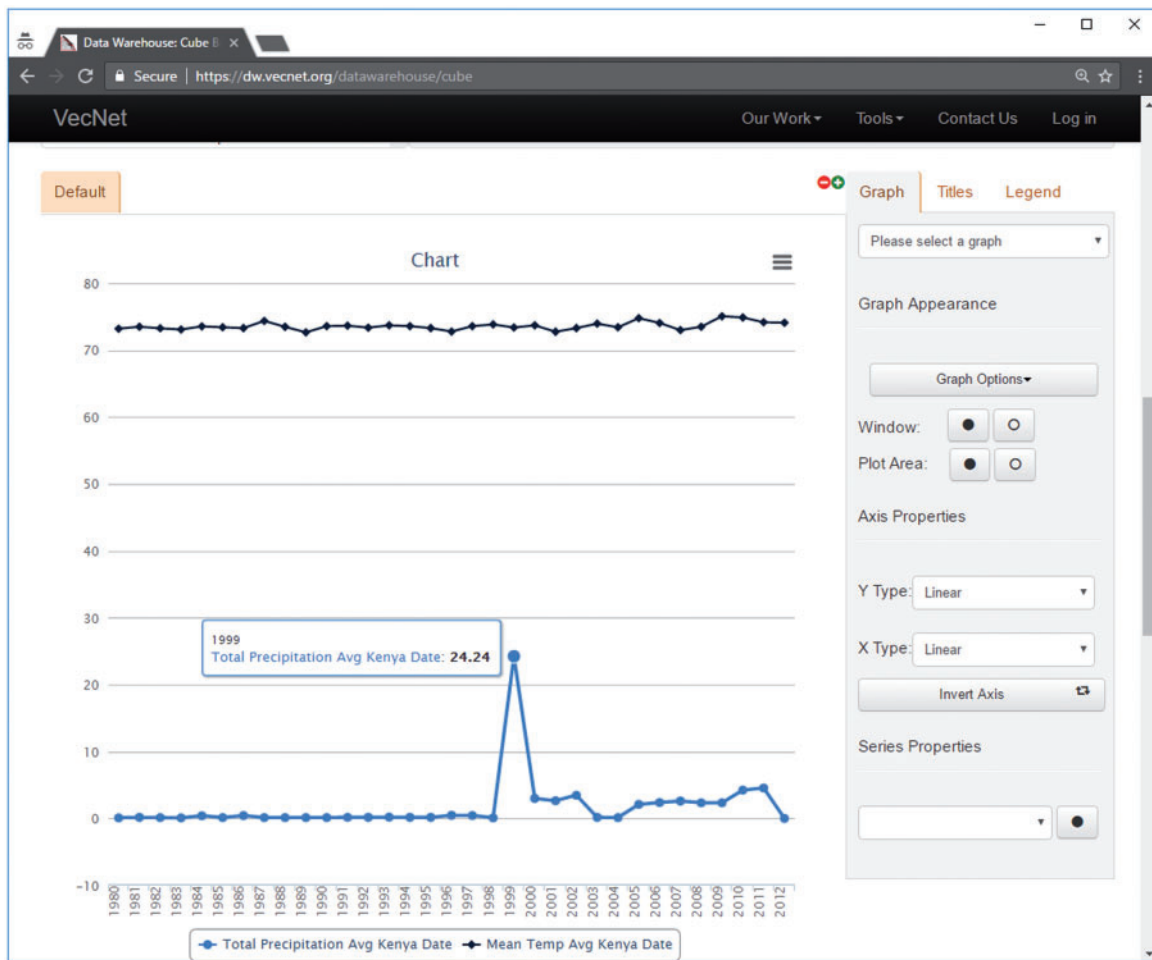 Data Warehouse: Cube B
Secure | https://dw.vecnet.org/datawarehouse/cube
VecNet Our Work Tools Contact Us Log in
Default
Graph Titles Legend
Please select a graph
Graph Appearance
Graph Options
Window:
Plot Area:
Axis Properties
Y Type: Linear
X Type: Linear
Invert Axis
Series Properties
Chart
80
70
60
50
40
30
20
10
0
-10
1999
Total Precipitation Avg Kenya Date: 24.24
1980 1981 1982 1983 1984 1985 1986 1987 1988 1989 1990 1991 1992 1993 1994 1995 1996 1997 1998 1999 2000 2001 2002 2003 2004 2005 2006 2007 2008 2009 2010 2011 2012
Total Precipitation Avg Kenya Date Mean Temp Avg Kenya Date